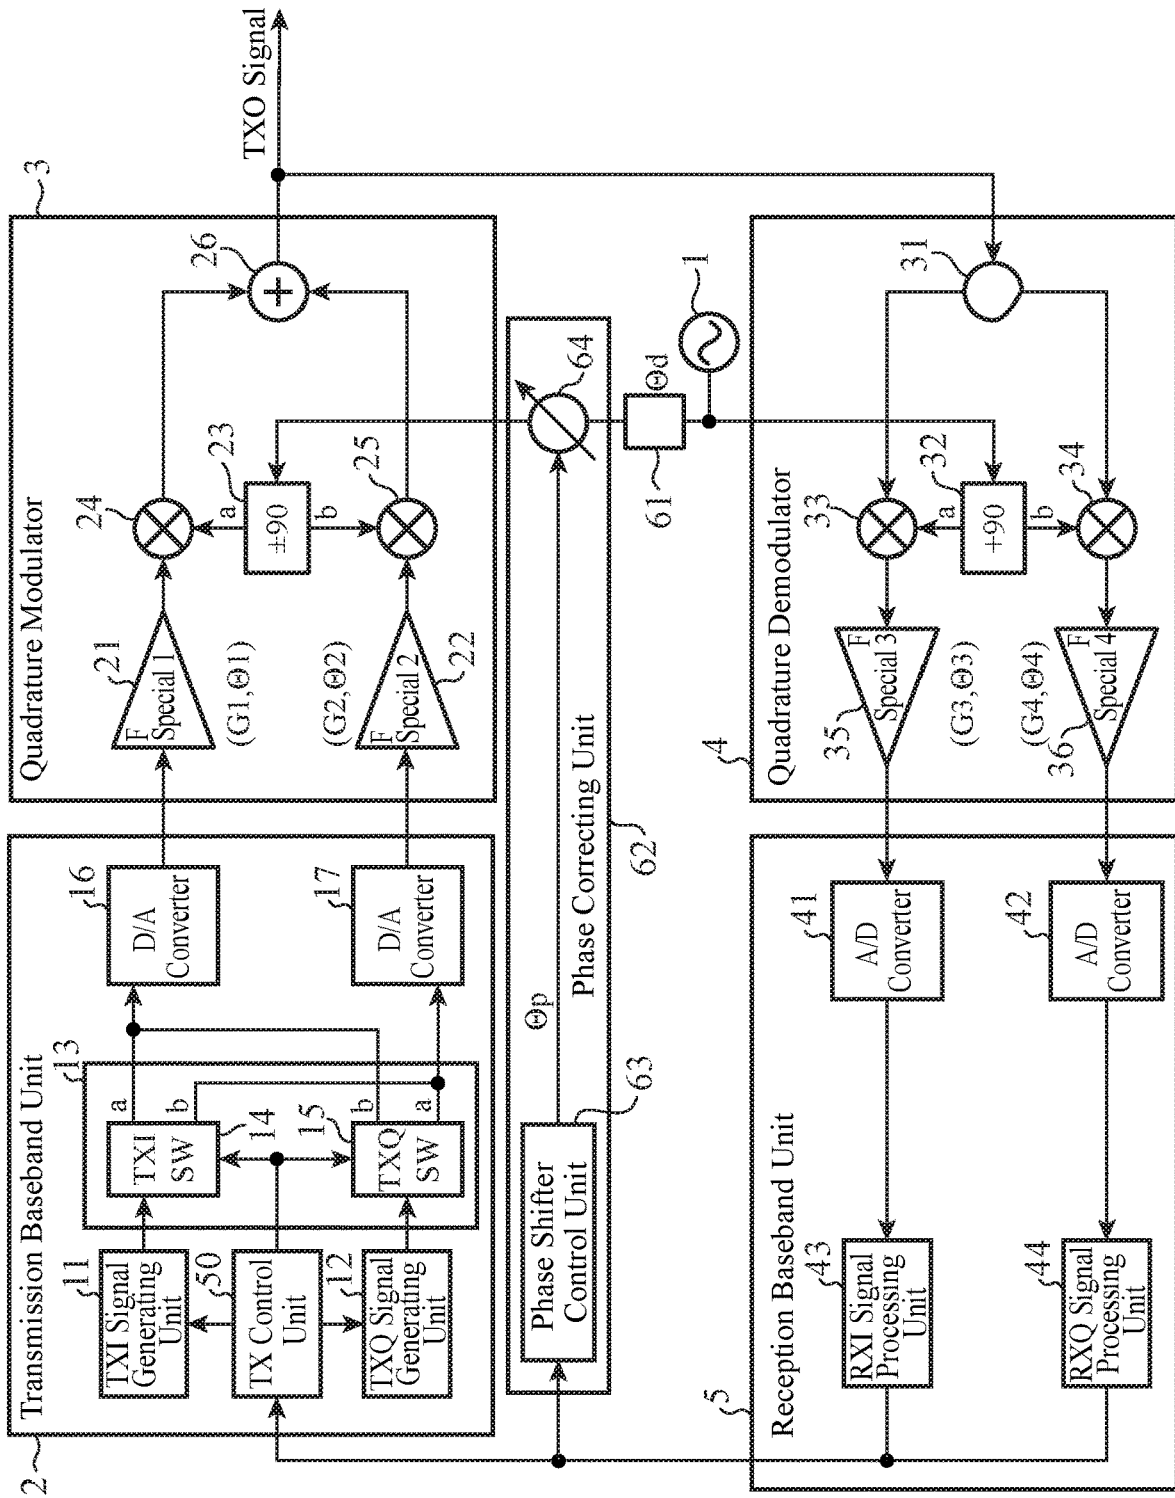 TXO Signal
3
Quadrature Modulator
26
24
a
23
±90
b
25
21
F
Special 1
(G1,Θ1)
(G2,Θ2)
F
Special 2
22
2
Transmission Baseband Unit
11
TXI Signal
Generating
Unit
50
TX Control
Unit
12
TXQ Signal
Generating
Unit
13
a
TXI
SW
b
14
15
b
TXQ
SW
a
16
D/A
Converter
17
D/A
Converter
Phase Shifter
Control Unit
63
Θp
Phase Correcting Unit
62
64
Θd
61
1
4
Quadrature Demodulator
31
33
a
32
+90
b
34
35
F
Special 3
(G3,Θ3)
(G4,Θ4)
F
Special 4
36
5
Reception Baseband Unit
41
A/D
Converter
42
A/D
Converter
43
RXI Signal
Processing
Unit
44
RXQ Signal
Processing
Unit